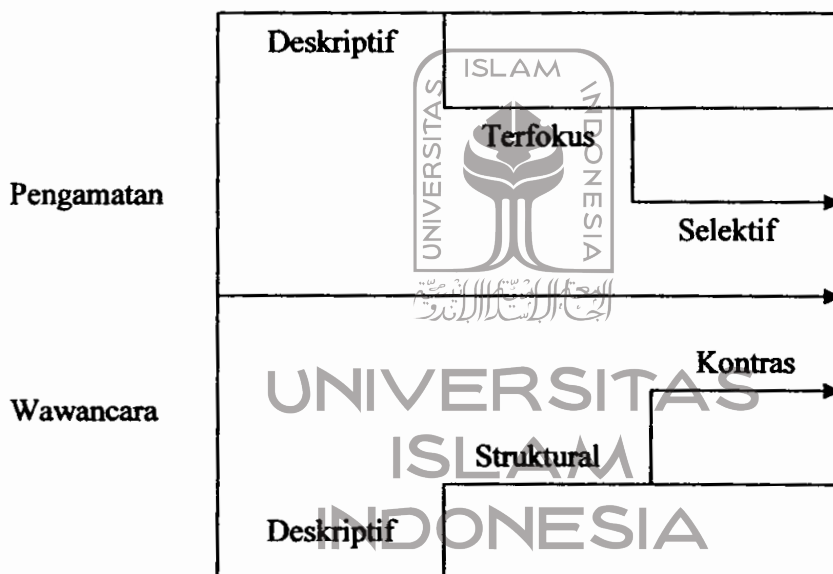 Deskriptif
ISLAM
UNIVERSITAS
INDONESIA
Terfokus
Pengamatan
Selektif
Kontras
UNIVERSITAS
Wawancara
Struktural
ISLAM
Deskriptif
INDONESIA